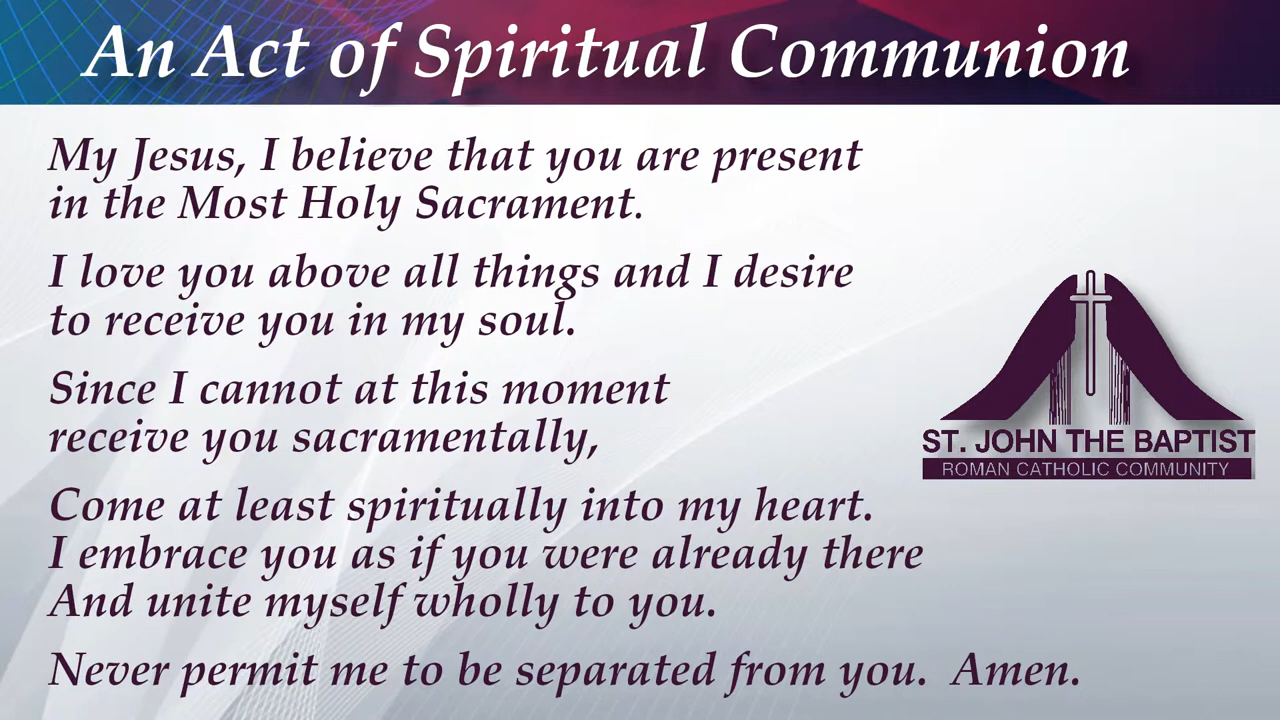 An Act of Spiritual Communion
My Jesus, I believe that you are present
in the Most Holy Sacrament.
I love you above all things and I desire
to receive you in my soul.
Since I cannot at this moment
receive you sacramentally,
Come at least spiritually into my heart.
I embrace you as if you were already there
And unite myself wholly to you.
Never permit me to be separated from you. Amen.
ST. JOHN THE BAPTIST
ROMAN CATHOLIC COMMUNITY